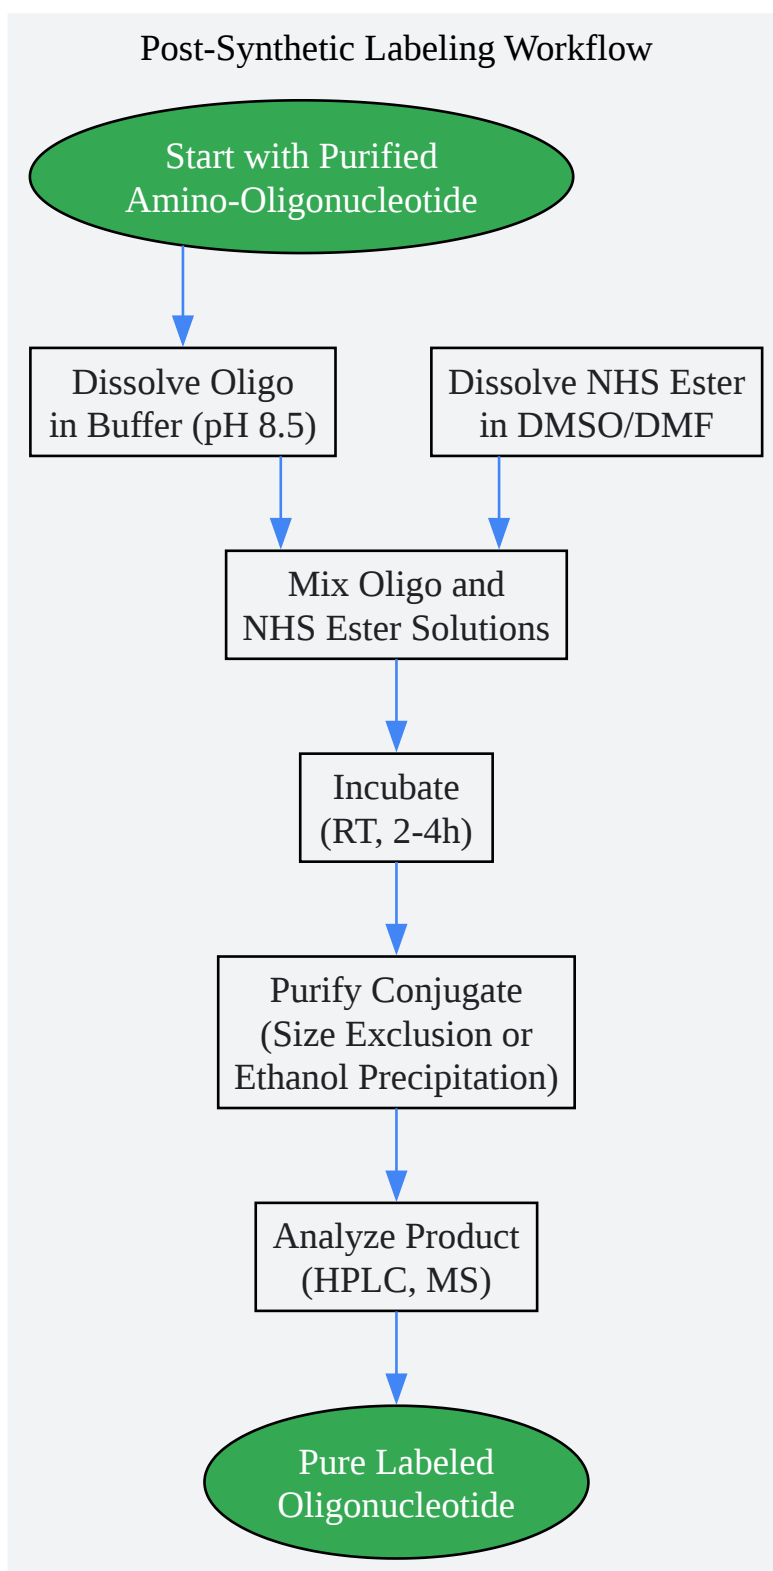 Post-Synthetic Labeling Workflow
Start with Purified
Amino-Oligonucleotide
Dissolve Oligo
in Buffer (pH 8.5)
Dissolve NHS Ester
in DMSO/DMF
Mix Oligo and
NHS Ester Solutions
Incubate
(RT, 2-4h)
Purify Conjugate
(Size Exclusion or
Ethanol Precipitation)
Analyze Product
(HPLC, MS)
Pure Labeled
Oligonucleotide